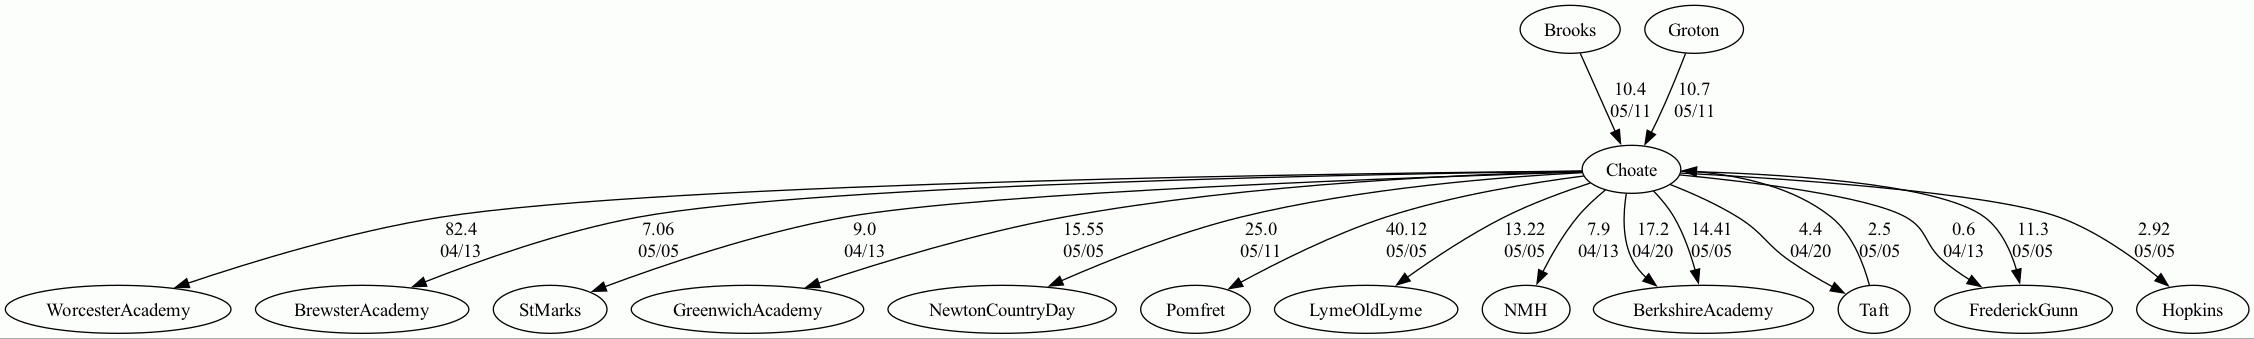 Brooks
Groton
10.4
05/11
10.7
05/11
Choate
82.4
04/13
7.06
05/05
9.0
04/13
15.55
05/05
25.0
05/11
40.12
05/05
13.22
05/05
7.9
04/13
17.2
04/20
14.41
05/05
4.4
04/20
2.5
05/05
0.6
04/13
11.3
05/05
2.92
05/05
WorcesterAcademy
BrewsterAcademy
StMarks
GreenwichAcademy
NewtonCountryDay
Pomfret
LymeOldLyme
NMH
BerkshireAcademy
Taft
FrederickGunn
Hopkins